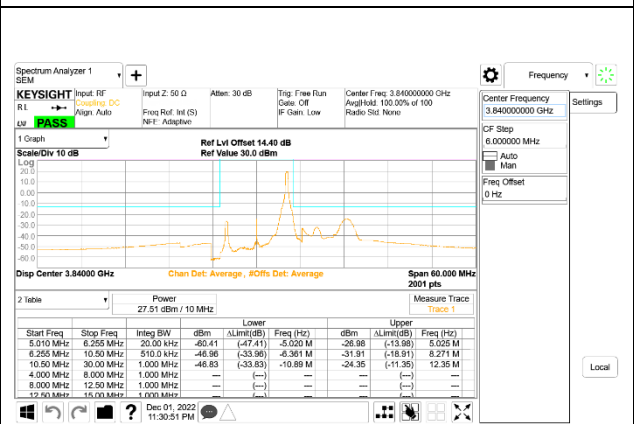 Spectrum Analyzer 1
SEM
Frequency
KEYSIGHT
Input: RF
Input Z: 50 Ω
Atten: 30 dB
Trig: Free Run
Center Freq: 3.840000000 GHz
RL
Coupling: DC
Gate: Off
Avg|Hold: 100.00% of 100
Align: Auto
Freq Ref: Int (S)
IF Gain: Low
Radio Std: None
NFE: Adaptive
PASS
Center Frequency
Settings
3.840000000 GHz
CF Step
6.000000 MHz
Auto
Man
Freq Offset
0 Hz
1 Graph
Ref Lvl Offset 14.40 dB
Scale/Div 10 dB
Ref Value 30.0 dBm
Log
20.0
10.0
0.00
-10.0
-20.0
-30.0
-40.0
-50.0
-60.0
Disp Center 3.84000 GHz
Chan Det: Average , #Offs Det: Average
Span 60.000 MHz
2001 pts
2 Table
Power
27.51 dBm / 10 MHz
Measure Trace
Trace 1
Lower Upper
Start Freq Stop Freq Integ BW dBm ΔLimit(dB) Freq (Hz) dBm ΔLimit(dB) Freq (Hz)
5.010 MHz 6.255 MHz 20.00 kHz -60.41 (-47.41) -5.020 M -26.98 (-13.98) 5.025 M
6.255 MHz 10.50 MHz 510.0 kHz -46.96 (-33.96) -6.361 M -31.91 (-18.91) 8.271 M
10.50 MHz 30.00 MHz 1.000 MHz -46.83 (-33.83) -10.89 M -24.35 (-11.35) 12.35 M
4.000 MHz 8.000 MHz 1.000 MHz --- (---) --- --- (---) ---
8.000 MHz 12.50 MHz 1.000 MHz --- (---) --- --- (---) ---
12.50 MHz 15.00 MHz 1.000 MHz --- (---) --- --- (---) ---
Local
Dec 01, 2022
11:30:51 PM